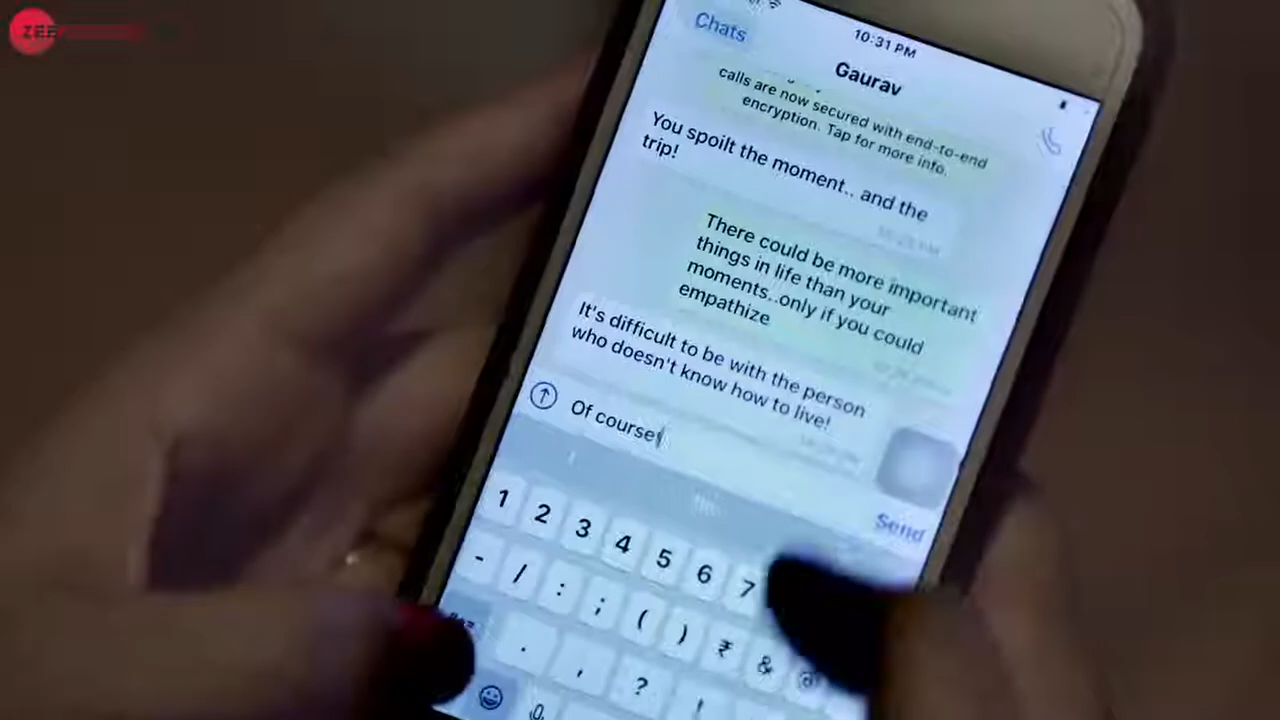 ZEE
Chats
10:31 PM
Gaurav
calls are now secured with end-to-end
encryption. Tap for more info.
You spoilt the moment.. and the
trip!
There could be more important
things in life than your
moments..only if you could
empathize
It's difficult to be with the person
who doesn't know how to live!
Of course
Send
1 2 3 4 5 6 7
- / : ; ( ) ₹ & @
. , ? !